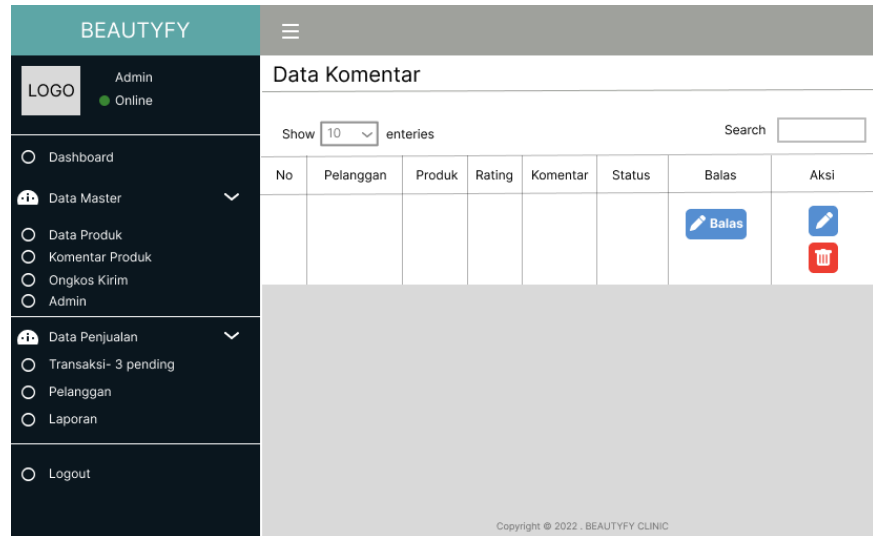 BEAUTYFY
LOGO
Admin
Online
Dashboard
Data Master
Data Produk
Komentar Produk
Ongkos Kirim
Admin
Data Penjualan
Transaksi- 3 pending
Pelanggan
Laporan
Logout
Data Komentar
Show 10 enteries Search
No Pelanggan Produk Rating Komentar Status Balas Aksi
Balas
Copyright © 2022 . BEAUTYFY CLINIC